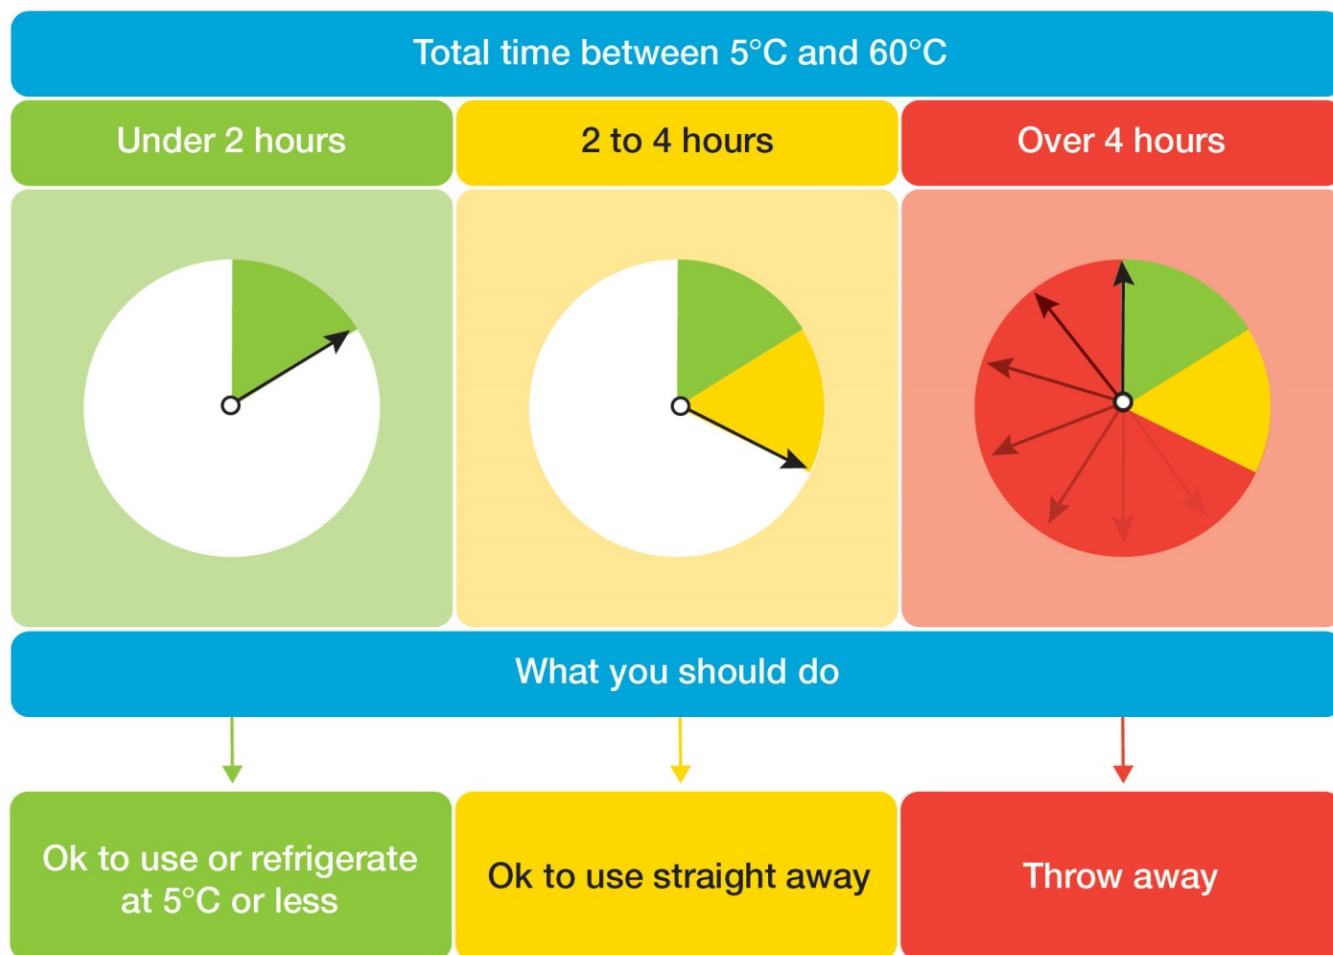 Total time between 5°C and 60°C
Under 2 hours
2 to 4 hours
Over 4 hours
What you should do
Ok to use or refrigerate
at 5°C or less
Ok to use straight away
Throw away